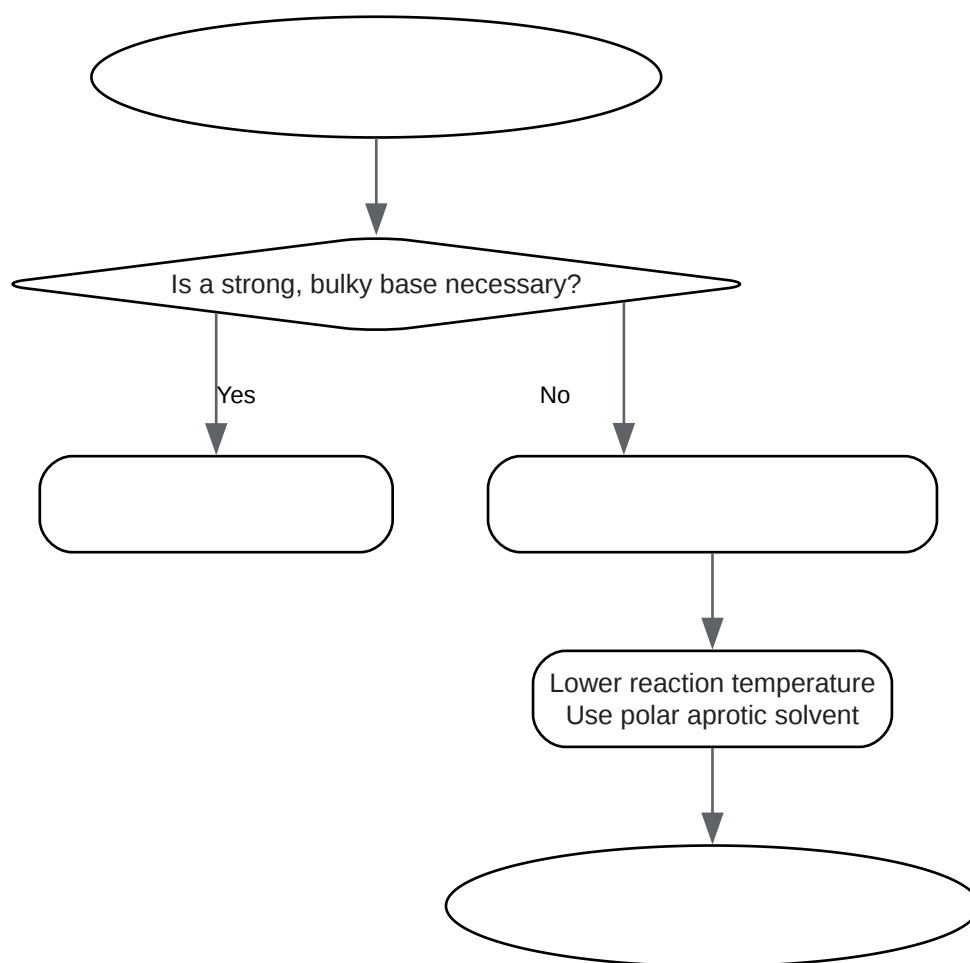 Is a strong, bulky base necessary?
Yes
No
Lower reaction temperature
Use polar aprotic solvent